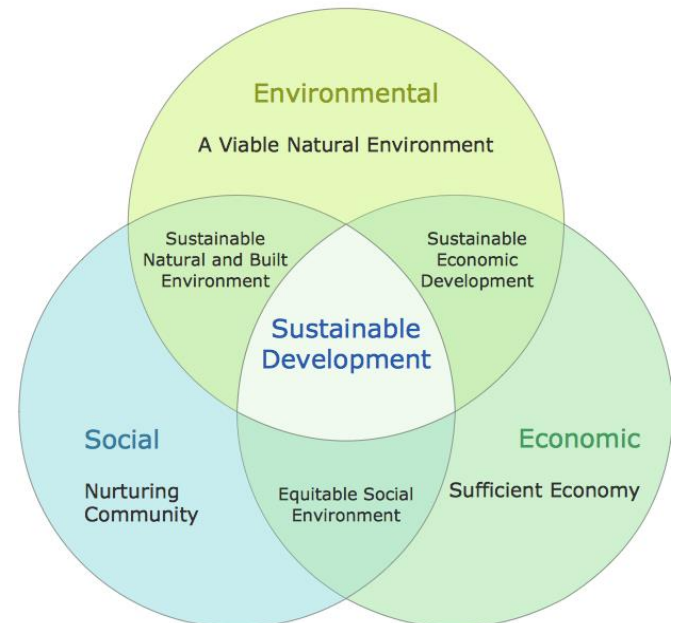 Environmental
A Viable Natural Environment
Sustainable
Natural and Built
Environment
Sustainable
Economic
Development
Sustainable
Development
Social
Nurturing
Community
Equitable Social
Environment
Economic
Sufficient Economy